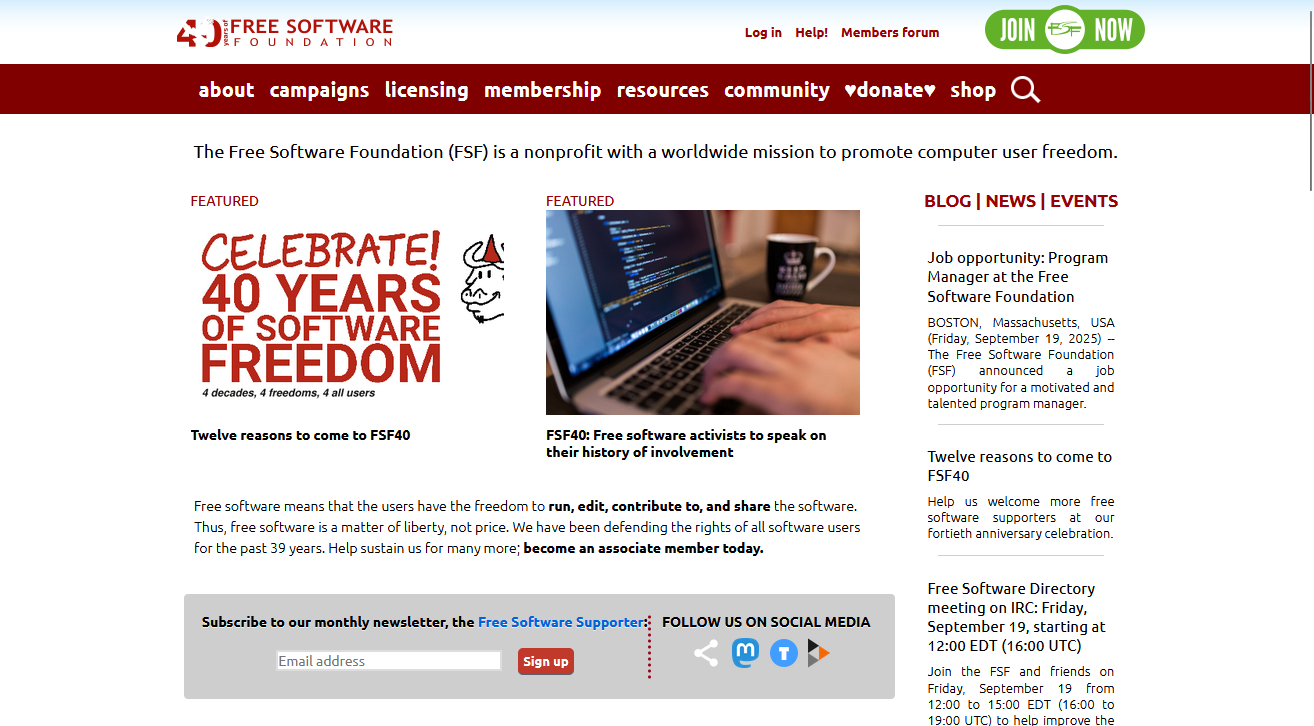 40 years of FREE SOFTWARE
FOUNDATION
Log in Help! Members forum
JOIN FSF NOW
about campaigns licensing membership resources community ♥donate♥ shop
The Free Software Foundation (FSF) is a nonprofit with a worldwide mission to promote computer user freedom.
FEATURED
CELEBRATE!
40 YEARS
OF SOFTWARE
FREEDOM
4 decades, 4 freedoms, 4 all users
Twelve reasons to come to FSF40
FEATURED
KEEP
CALM
FSF40: Free software activists to speak on
their history of involvement
Free software means that the users have the freedom to run, edit, contribute to, and share the software.
Thus, free software is a matter of liberty, not price. We have been defending the rights of all software users
for the past 39 years. Help sustain us for many more; become an associate member today.
Subscribe to our monthly newsletter, the Free Software Supporter:
Email address
Sign up
FOLLOW US ON SOCIAL MEDIA
BLOG | NEWS | EVENTS
Job opportunity: Program
Manager at the Free
Software Foundation
BOSTON, Massachusetts, USA
(Friday, September 19, 2025) --
The Free Software Foundation
(FSF) announced a job
opportunity for a motivated and
talented program manager.
Twelve reasons to come to
FSF40
Help us welcome more free
software supporters at our
fortieth anniversary celebration.
Free Software Directory
meeting on IRC: Friday,
September 19, starting at
12:00 EDT (16:00 UTC)
Join the FSF and friends on
Friday, September 19 from
12:00 to 15:00 EDT (16:00 to
19:00 UTC) to help improve the